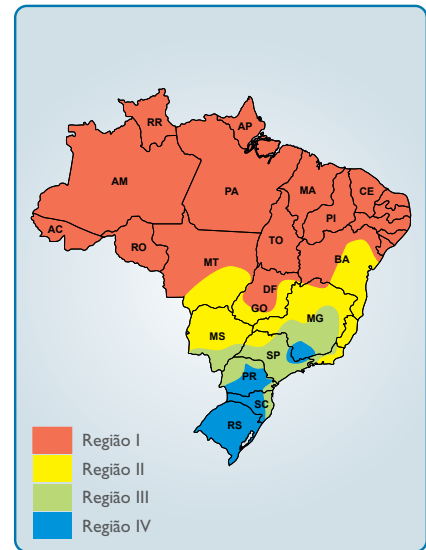 RR
AP
AM
PA
MA
CE
PI
AC
RO
TO
MT
BA
DF
GO
MG
MS
SP
PR
SC
RS
Região I
Região II
Região III
Região IV